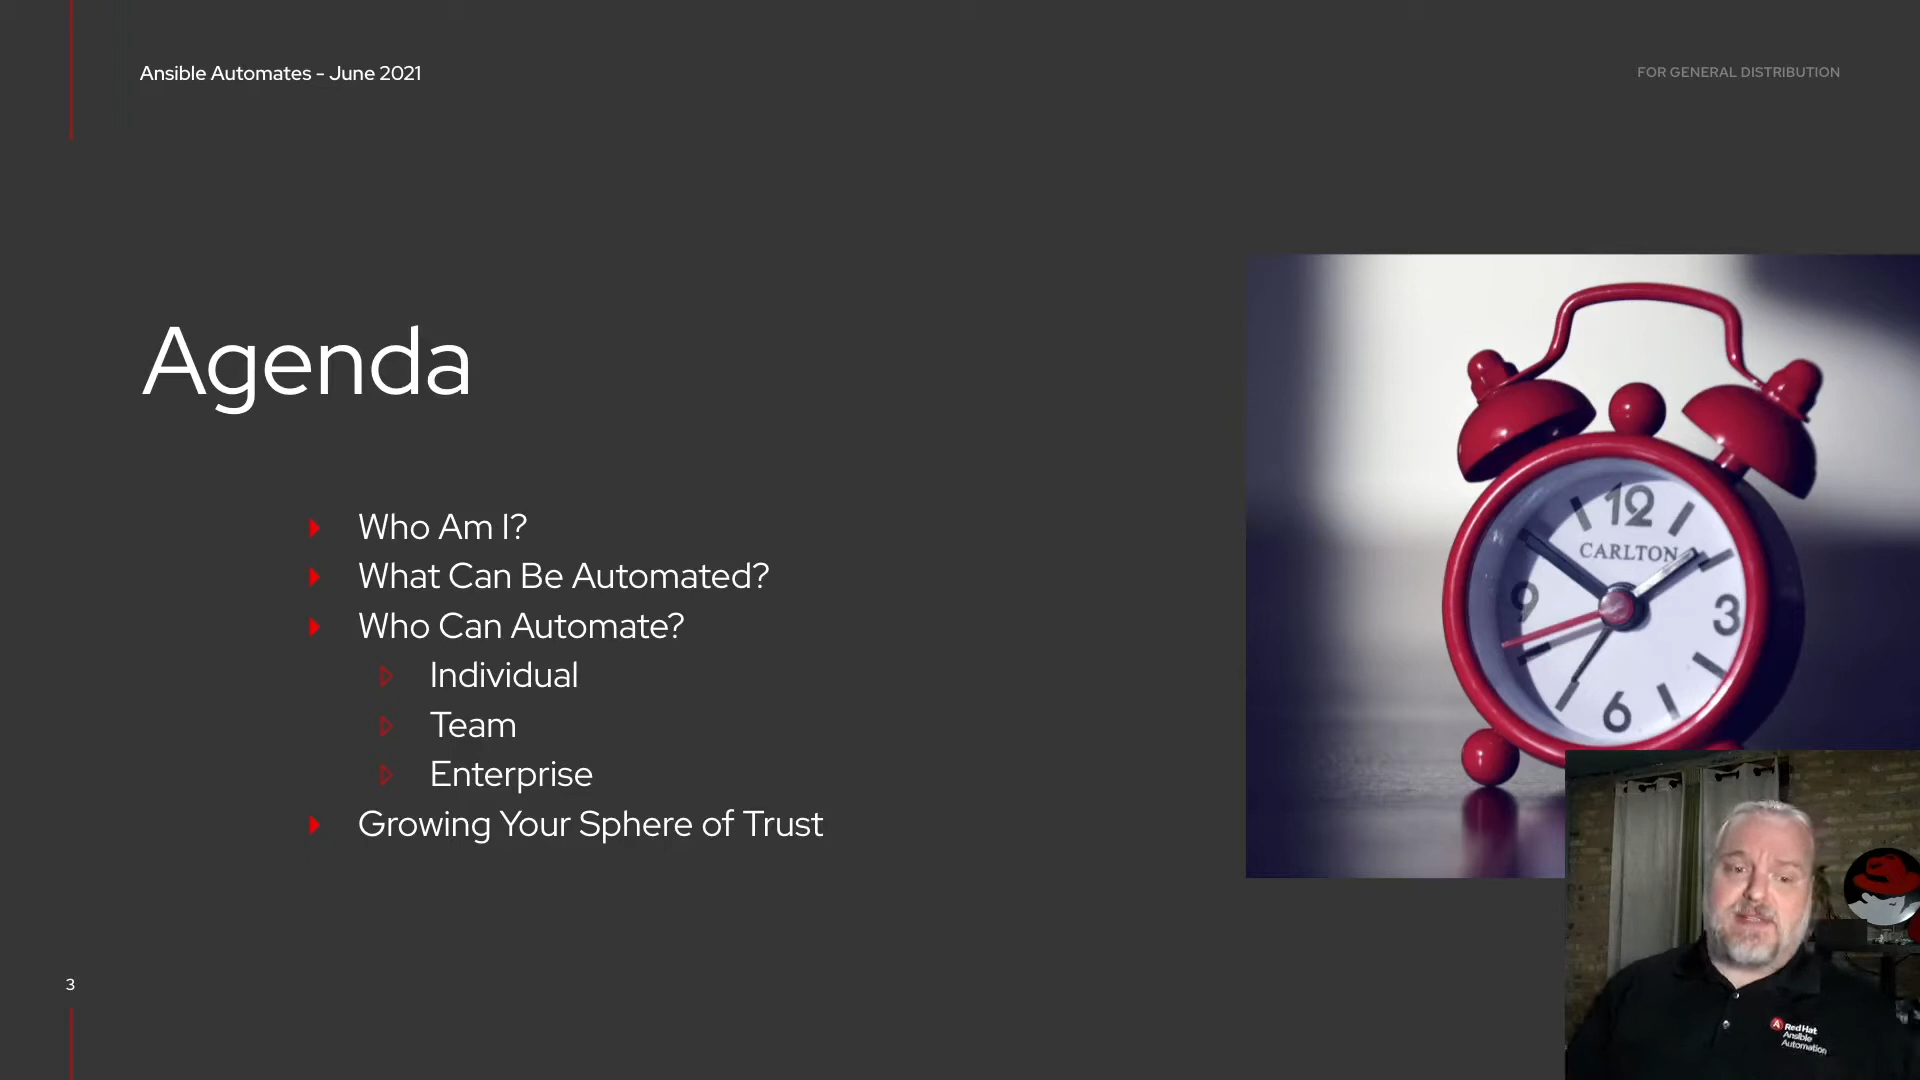 Ansible Automates - June 2021
FOR GENERAL DISTRIBUTION
Agenda
Who Am I?
What Can Be Automated?
Who Can Automate?
Individual
Team
Enterprise
Growing Your Sphere of Trust
12
CARLTON
9
3
6
3
Red Hat
Ansible
Automation